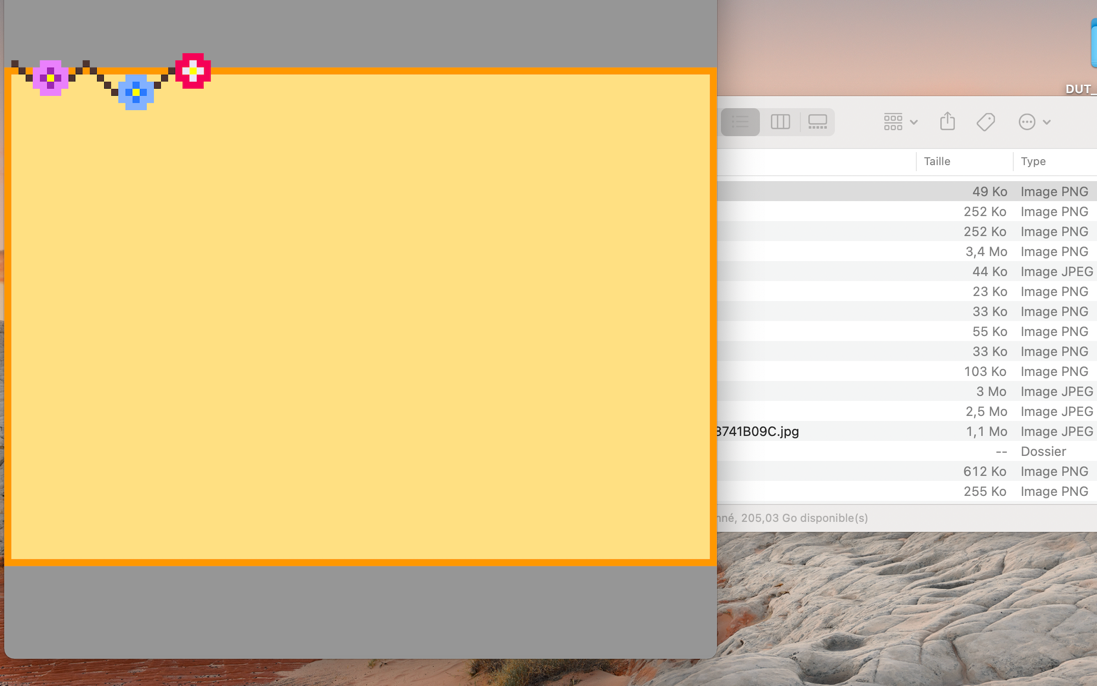 DUT_
Taille Type
49 Ko Image PNG
252 Ko Image PNG
252 Ko Image PNG
3,4 Mo Image PNG
44 Ko Image JPEG
23 Ko Image PNG
33 Ko Image PNG
55 Ko Image PNG
33 Ko Image PNG
103 Ko Image PNG
3 Mo Image JPEG
2,5 Mo Image JPEG
8741B09C.jpg 1,1 Mo Image JPEG
-- Dossier
612 Ko Image PNG
255 Ko Image PNG
nné, 205,03 Go disponible(s)